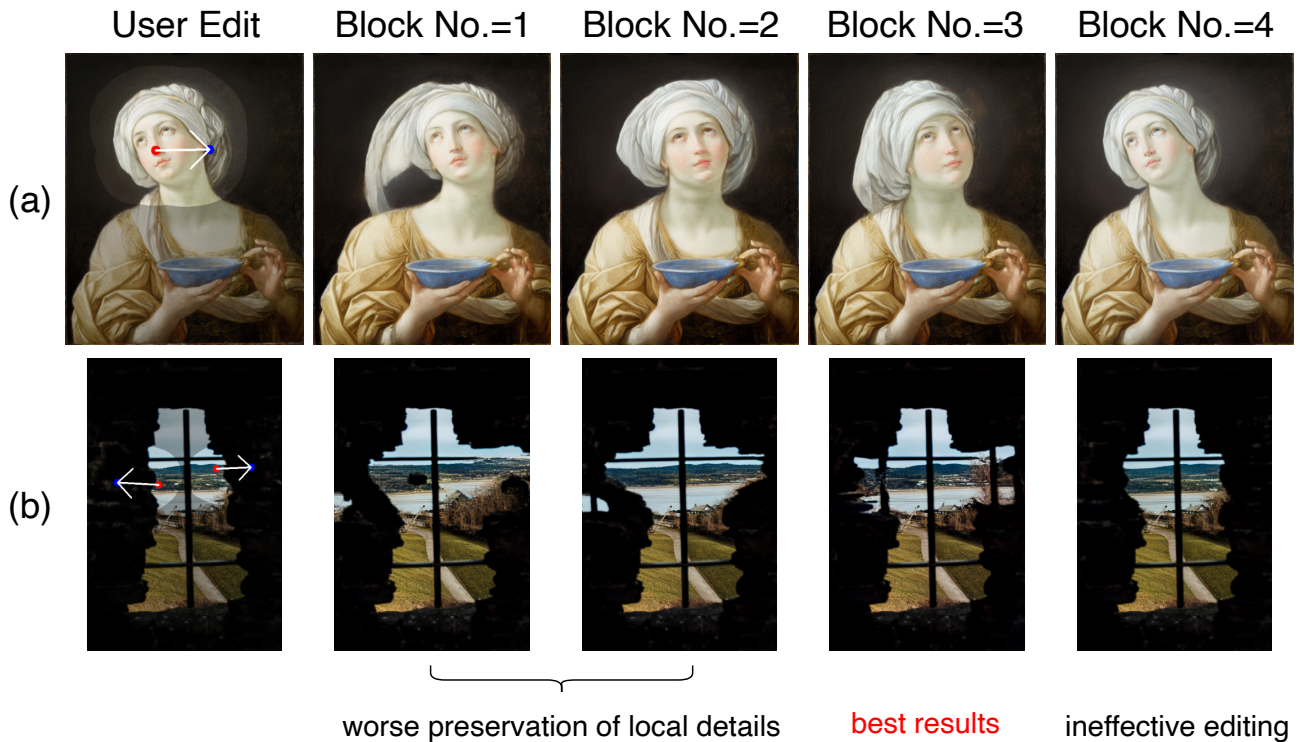 User Edit Block No.=1 Block No.=2 Block No.=3 Block No.=4
(a)
(b)
worse preservation of local details best results ineffective editing